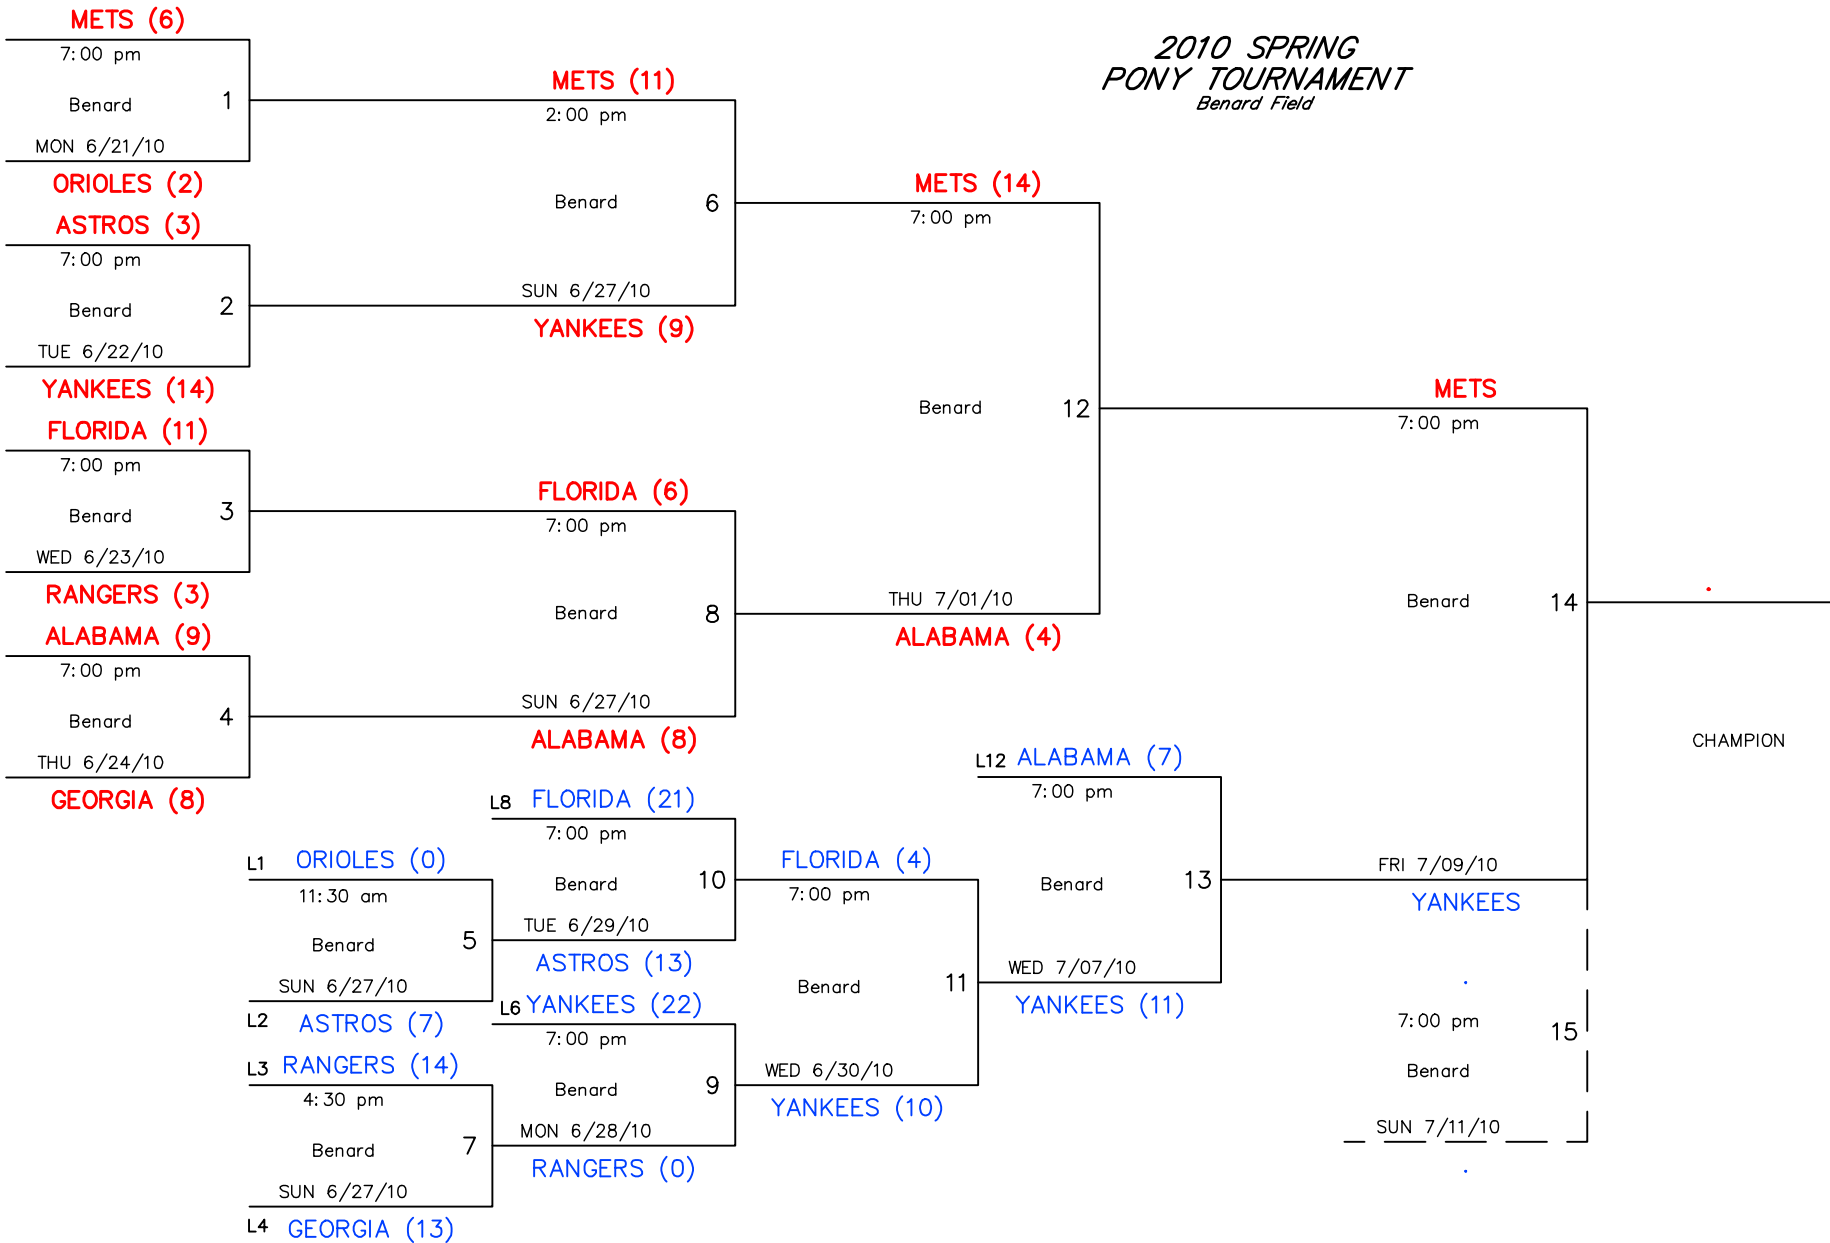 2010 SPRING
PONY TOURNAMENT
Benard Field
METS (6)
7:00 pm
Benard 1
MON 6/21/10
ORIOLES (2)
ASTROS (3)
7:00 pm
Benard 2
TUE 6/22/10
YANKEES (14)
FLORIDA (11)
7:00 pm
Benard 3
WED 6/23/10
RANGERS (3)
ALABAMA (9)
7:00 pm
Benard 4
THU 6/24/10
GEORGIA (8)
METS (11)
2:00 pm
Benard 6
SUN 6/27/10
YANKEES (9)
FLORIDA (6)
7:00 pm
Benard 8
SUN 6/27/10
ALABAMA (8)
METS (14)
7:00 pm
Benard 12
THU 7/01/10
ALABAMA (4)
METS
7:00 pm
Benard 14
FRI 7/09/10
YANKEES
CHAMPION
L1 ORIOLES (0)
11:30 am
Benard 5
SUN 6/27/10
L2 ASTROS (7)
L3 RANGERS (14)
4:30 pm
Benard 7
SUN 6/27/10
L4 GEORGIA (13)
L8 FLORIDA (21)
7:00 pm
Benard 10
TUE 6/29/10
ASTROS (13)
L6 YANKEES (22)
7:00 pm
Benard 9
MON 6/28/10
RANGERS (0)
FLORIDA (4)
7:00 pm
Benard 11
WED 6/30/10
YANKEES (10)
L12 ALABAMA (7)
7:00 pm
Benard 13
WED 7/07/10
YANKEES (11)
7:00 pm 15
Benard
SUN 7/11/10